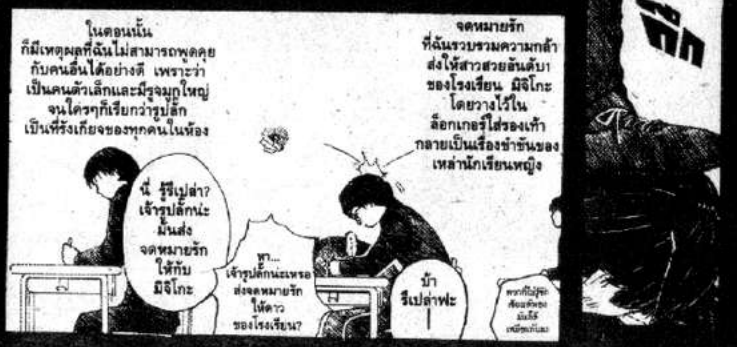 ในตอนนั้น
ก็มีเหตุผลที่ฉันไม่สามารถพูดคุย
กับคนอื่นได้อย่างดี เพราะว่า
เป็นคนตัวเล็กและมีรูจมูกใหญ่
จนใครๆก็เรียกว่ารูปลั๊ก
เป็นที่รังเกียจของทุกคนในห้อง
จดหมายรัก
ที่ฉันรวบรวมความกล้า
ส่งให้สาวสวยอันดับ1
ของโรงเรียน มิจิโกะ
โดยวางไว้ใน
ล็อกเกอร์ใส่รองเท้า
กลายเป็นเรื่องขำขันของ
เหล่านักเรียนหญิง
นี่ รู้รึเปล่า?
เจ้ารูปลั๊กน่ะ
มันส่ง
จดหมายรัก
ให้กับ
มิจิโกะ
หา...
เจ้ารูปลั๊กน่ะเหรอ
ส่งจดหมายรัก
ให้ดาว
ของโรงเรียน?
บ้า
รึเปล่าฟะ